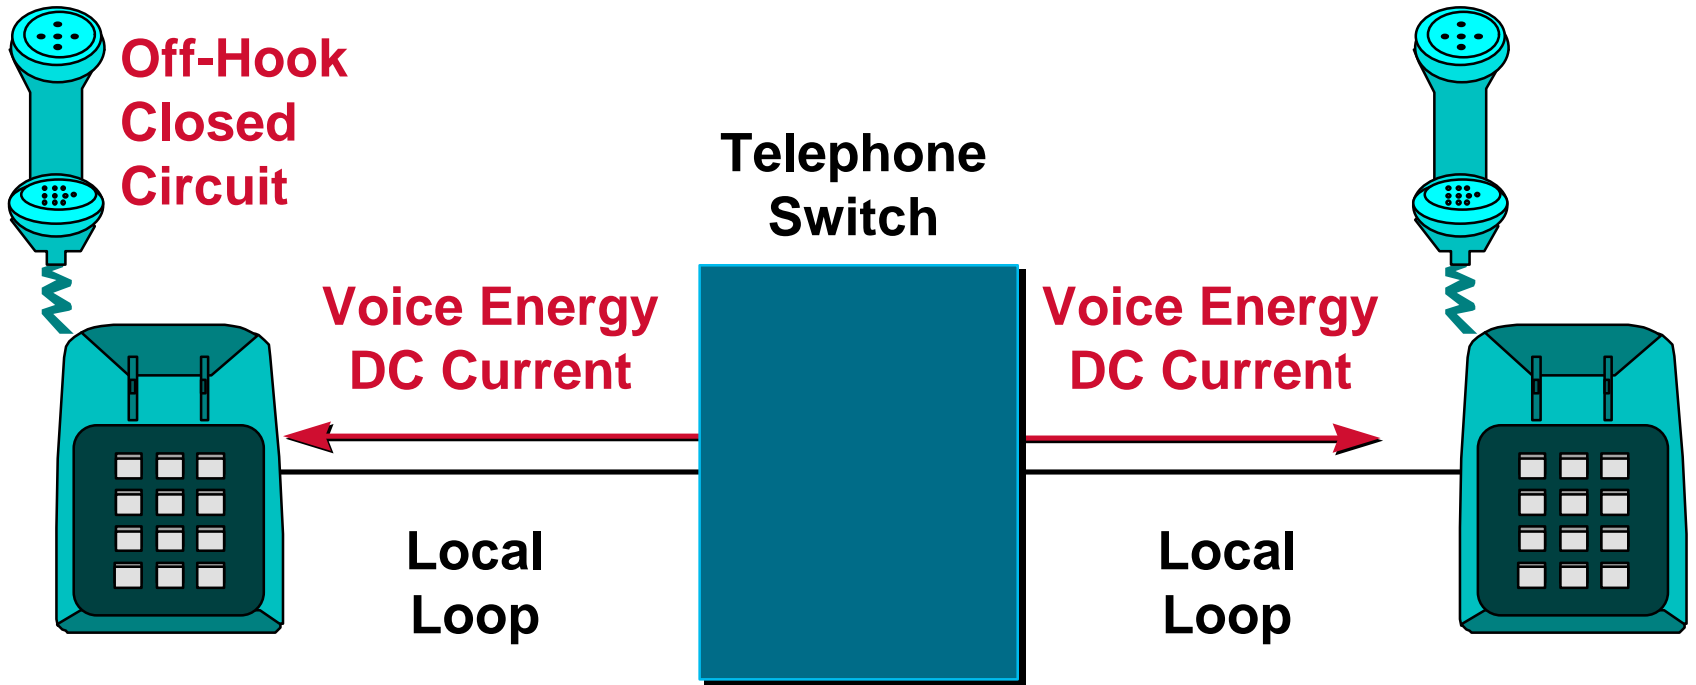 Off-Hook
Closed
Circuit
Telephone
Switch
Voice Energy
DC Current
Voice Energy
DC Current
Local
Loop
Local
Loop